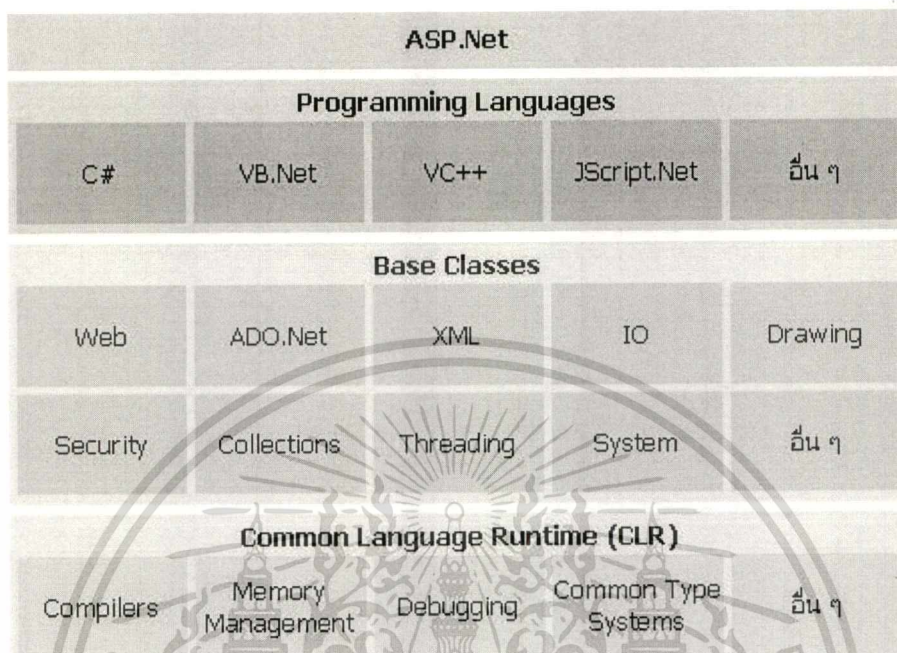 ASP.Net
Programming Languages
C# VB.Net VC++ JScript.Net อื่น ๆ
Base Classes
Web ADO.Net XML IO Drawing
Security Collections Threading System อื่น ๆ
Common Language Runtime (CLR)
Compilers Memory Management Debugging Common Type Systems อื่น ๆ